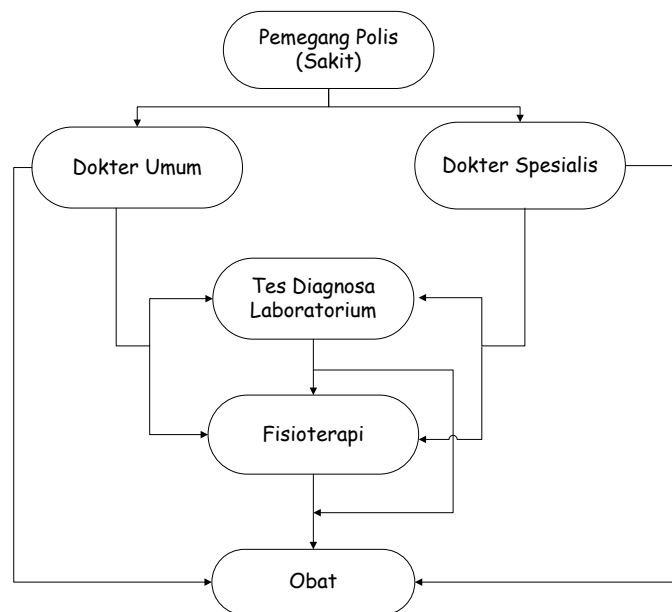 Pemegang Polis
(Sakit)
Dokter Umum
Dokter Spesialis
Tes Diagnosa
Laboratorium
Fisioterapi
Obat